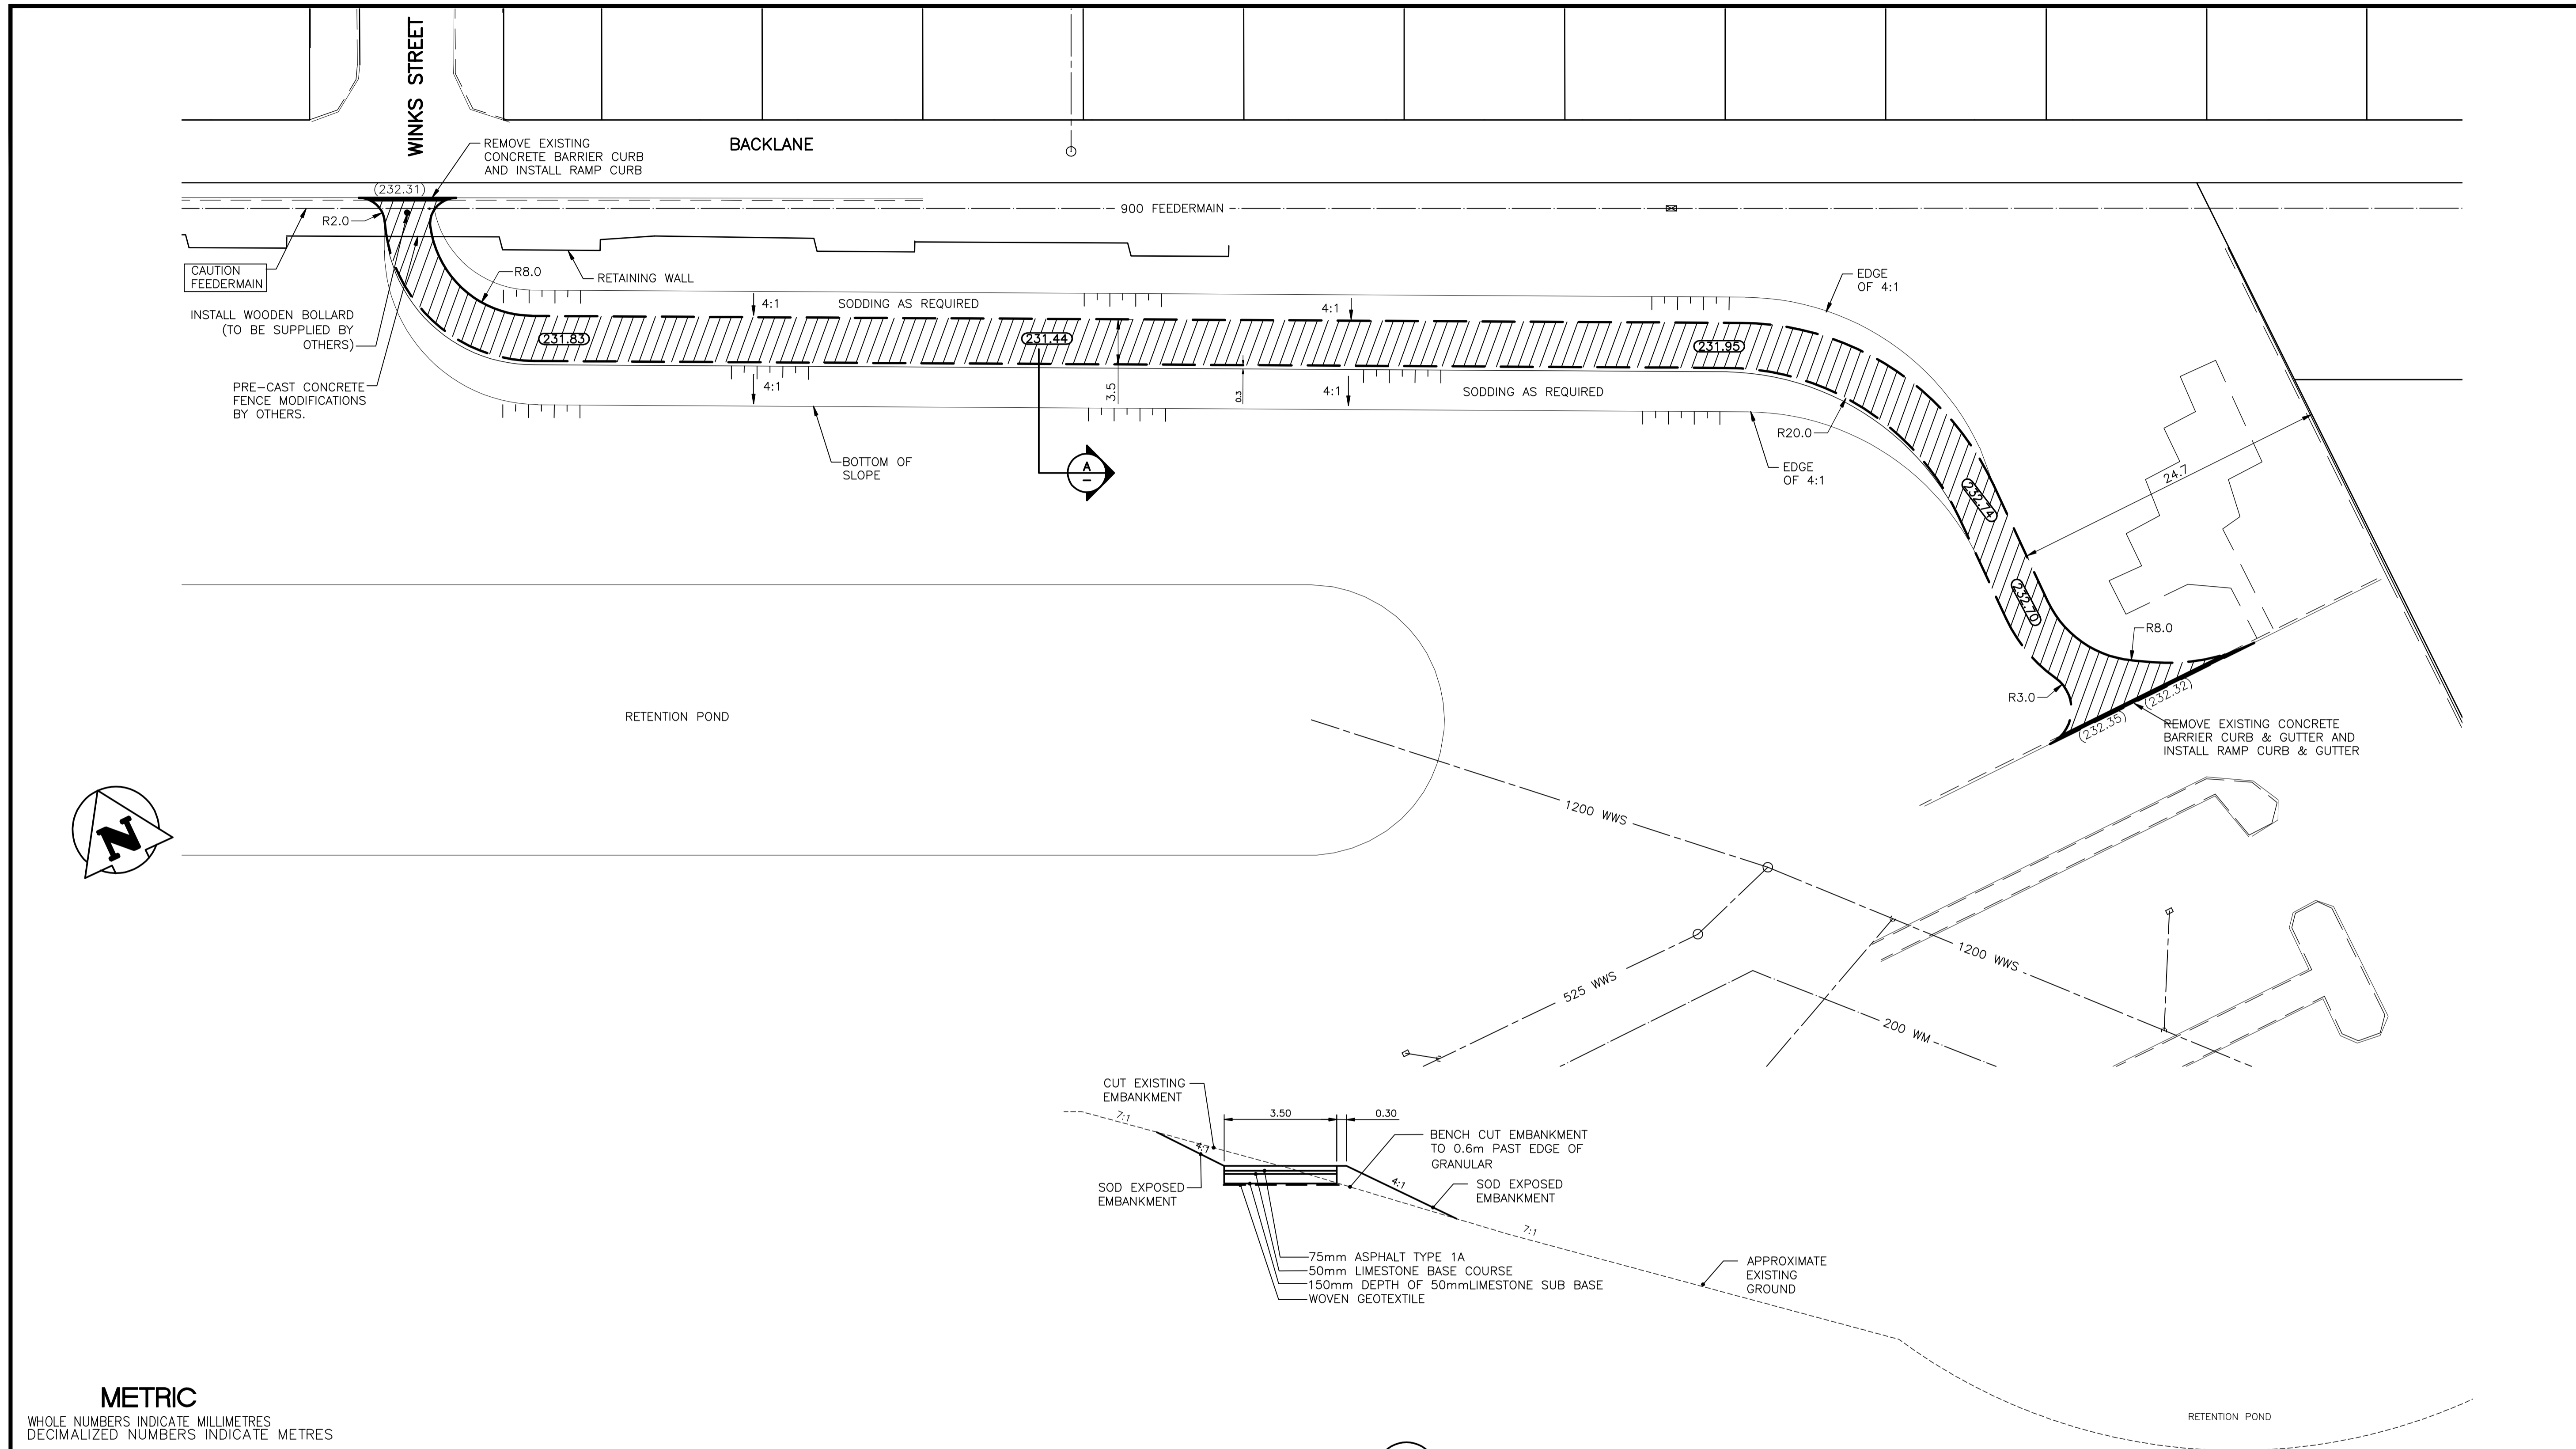 WINKS STREET
BACKLANE
REMOVE EXISTING
CONCRETE BARRIER CURB
AND INSTALL RAMP CURB
(232.31)
R2.0
900 FEEDERMAIN
CAUTION
FEEDERMAIN
R8.0
RETAINING WALL
EDGE
OF 4:1
4:1
SODDING AS REQUIRED
4:1
INSTALL WOODEN BOLLARD
(TO BE SUPPLIED BY
OTHERS)
231.83
231.44
231.95
PRE-CAST CONCRETE
FENCE MODIFICATIONS
BY OTHERS.
4:1
3.5
0.3
4:1
SODDING AS REQUIRED
R20.0
BOTTOM OF
SLOPE
A
–
EDGE
OF 4:1
24.7
232.74
232.70
R8.0
R3.0
(232.32)
(232.35)
REMOVE EXISTING CONCRETE
BARRIER CURB & GUTTER AND
INSTALL RAMP CURB & GUTTER
RETENTION POND
N
1200 WWS
1200 WWS
525 WWS
200 WM
CUT EXISTING
EMBANKMENT
7:1
3.50
0.30
4:1
BENCH CUT EMBANKMENT
TO 0.6m PAST EDGE OF
GRANULAR
SOD EXPOSED
EMBANKMENT
4:1
SOD EXPOSED
EMBANKMENT
7:1
75mm ASPHALT TYPE 1A
50mm LIMESTONE BASE COURSE
150mm DEPTH OF 50mmLIMESTONE SUB BASE
WOVEN GEOTEXTILE
APPROXIMATE
EXISTING
GROUND
RETENTION POND
METRIC
WHOLE NUMBERS INDICATE MILLIMETRES
DECIMALIZED NUMBERS INDICATE METRES